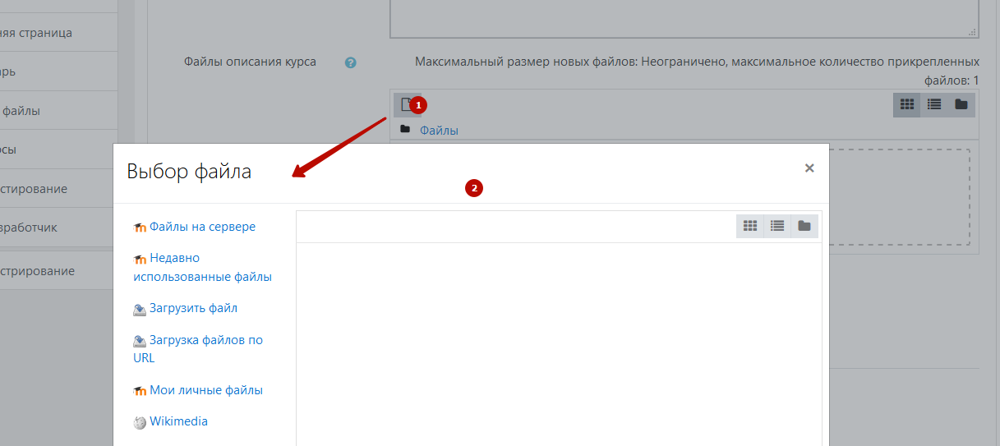 няя страница
Файлы описания курса
Максимальный размер новых файлов: Неограничено, максимальное количество прикрепленных
файлов: 1
арь
файлы
1
Файлы
сы
Выбор файла
×
2
стирование
зработчик
стрирование
Файлы на сервере
Недавно
использованные файлы
Загрузить файл
Загрузка файлов по
URL
Мои личные файлы
Wikimedia